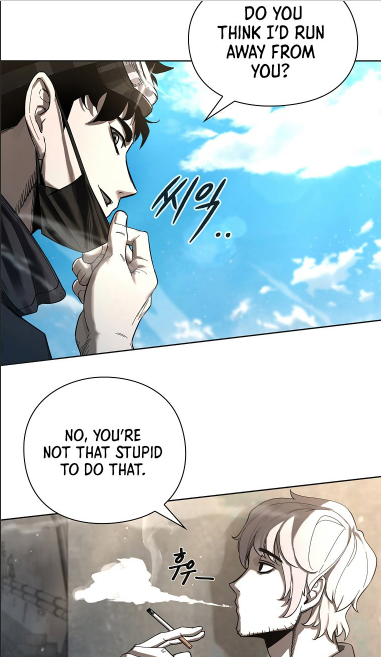 DO YOU
THINK I'D RUN
AWAY FROM
YOU?
씨익..
NO, YOU'RE
NOT THAT STUPID
TO DO THAT.
후우—